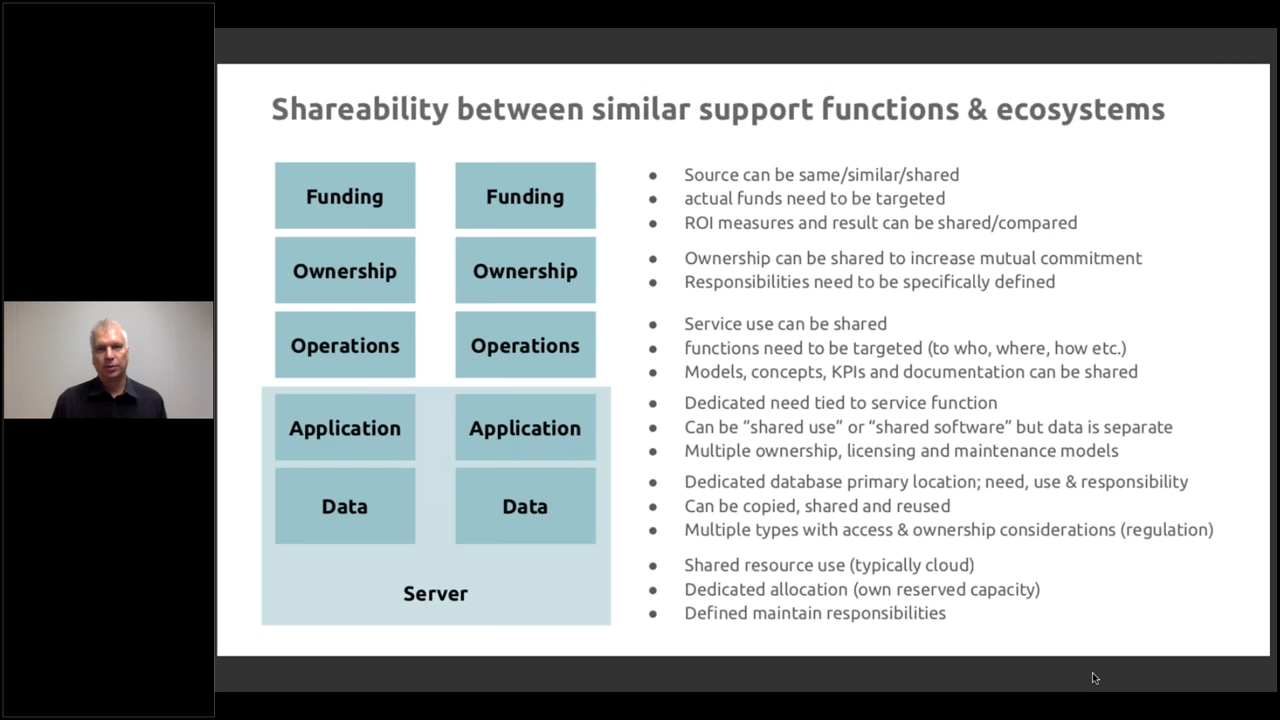 Shareability between similar support functions & ecosystems
Funding Funding
● Source can be same/similar/shared
● actual funds need to be targeted
● ROI measures and result can be shared/compared
Ownership Ownership
● Ownership can be shared to increase mutual commitment
● Responsibilities need to be specifically defined
Operations Operations
● Service use can be shared
● functions need to be targeted (to who, where, how etc.)
● Models, concepts, KPIs and documentation can be shared
Application Application
● Dedicated need tied to service function
● Can be “shared use” or “shared software” but data is separate
● Multiple ownership, licensing and maintenance models
Data Data
● Dedicated database primary location; need, use & responsibility
● Can be copied, shared and reused
● Multiple types with access & ownership considerations (regulation)
Server
● Shared resource use (typically cloud)
● Dedicated allocation (own reserved capacity)
● Defined maintain responsibilities